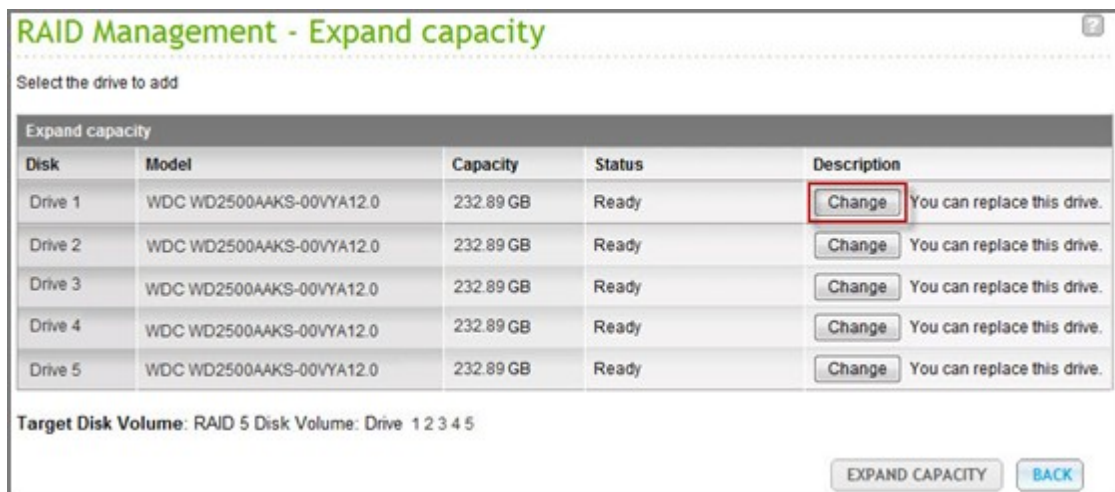 RAID Management - Expand capacity
?
Select the drive to add
Expand capacity
Disk Model Capacity Status Description
Drive 1 WDC WD2500AAKS-00VYA12.0 232.89 GB Ready Change You can replace this drive.
Drive 2 WDC WD2500AAKS-00VYA12.0 232.89 GB Ready Change You can replace this drive.
Drive 3 WDC WD2500AAKS-00VYA12.0 232.89 GB Ready Change You can replace this drive.
Drive 4 WDC WD2500AAKS-00VYA12.0 232.89 GB Ready Change You can replace this drive.
Drive 5 WDC WD2500AAKS-00VYA12.0 232.89 GB Ready Change You can replace this drive.
Target Disk Volume: RAID 5 Disk Volume: Drive 1 2 3 4 5
EXPAND CAPACITY BACK